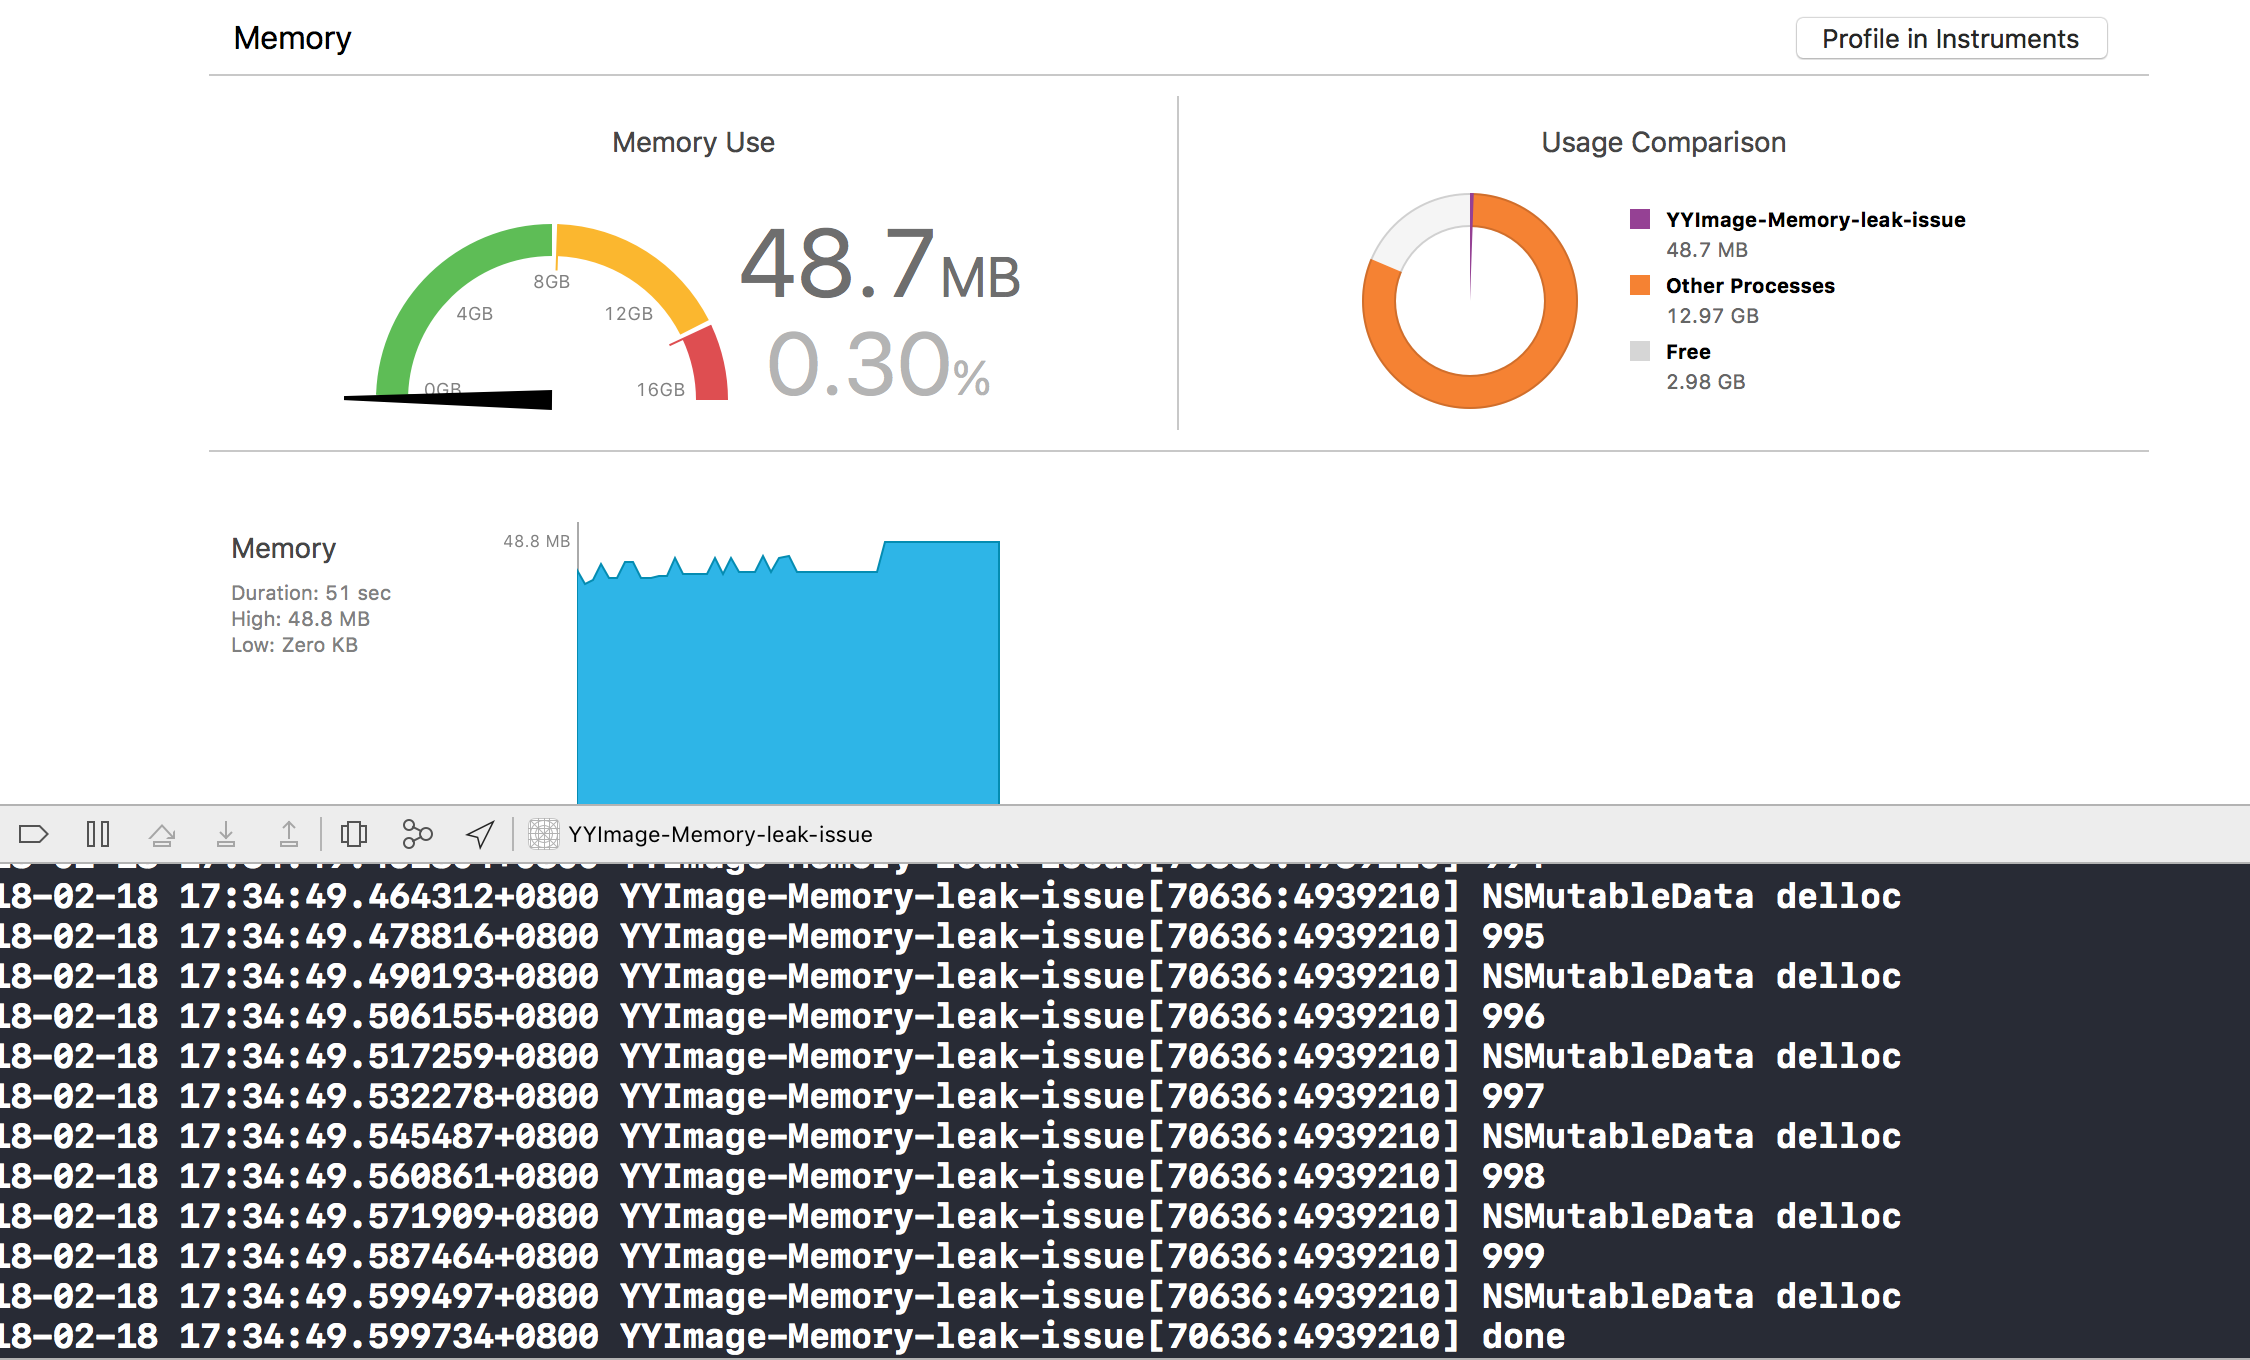 Memory
Profile in Instruments
Memory Use
48.7 MB
0.30%
0GB
4GB
8GB
12GB
16GB
Usage Comparison
YYImage-Memory-leak-issue
48.7 MB
Other Processes
12.97 GB
Free
2.98 GB
Memory
Duration: 51 sec
High: 48.8 MB
Low: Zero KB
48.8 MB
YYImage-Memory-leak-issue
18-02-18 17:34:49.464312+0800 YYImage-Memory-leak-issue[70636:4939210] NSMutableData delloc
18-02-18 17:34:49.478816+0800 YYImage-Memory-leak-issue[70636:4939210] 995
18-02-18 17:34:49.490193+0800 YYImage-Memory-leak-issue[70636:4939210] NSMutableData delloc
18-02-18 17:34:49.506155+0800 YYImage-Memory-leak-issue[70636:4939210] 996
18-02-18 17:34:49.517259+0800 YYImage-Memory-leak-issue[70636:4939210] NSMutableData delloc
18-02-18 17:34:49.532278+0800 YYImage-Memory-leak-issue[70636:4939210] 997
18-02-18 17:34:49.545487+0800 YYImage-Memory-leak-issue[70636:4939210] NSMutableData delloc
18-02-18 17:34:49.560861+0800 YYImage-Memory-leak-issue[70636:4939210] 998
18-02-18 17:34:49.571909+0800 YYImage-Memory-leak-issue[70636:4939210] NSMutableData delloc
18-02-18 17:34:49.587464+0800 YYImage-Memory-leak-issue[70636:4939210] 999
18-02-18 17:34:49.599497+0800 YYImage-Memory-leak-issue[70636:4939210] NSMutableData delloc
18-02-18 17:34:49.599734+0800 YYImage-Memory-leak-issue[70636:4939210] done